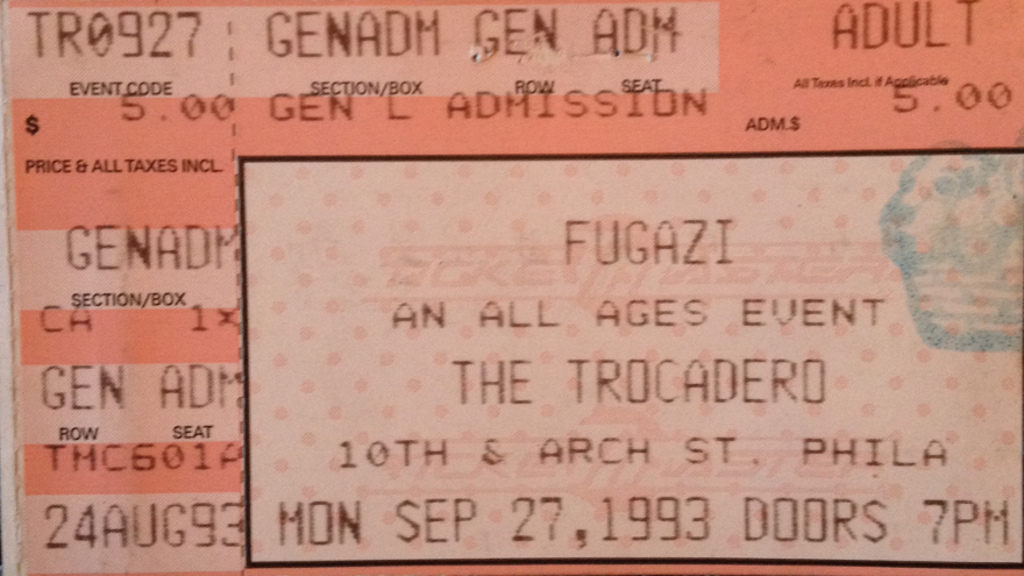 TR0927 GENADM GEN ADM ADULT
EVENT CODE SECTION/BOX ROW SEAT All Taxes Incl. if Applicable
5.00 GEN L ADMISSION 5.00
$ ADM.$
PRICE & ALL TAXES INCL.
GENADM
SECTION/BOX
CA 1x
GEN ADM
ROW SEAT
TMC601A
24AUG93
FUGAZI
AN ALL AGES EVENT
THE TROCADERO
10TH & ARCH ST. PHILA
MON SEP 27,1993 DOORS 7PM
TICKETMASTER